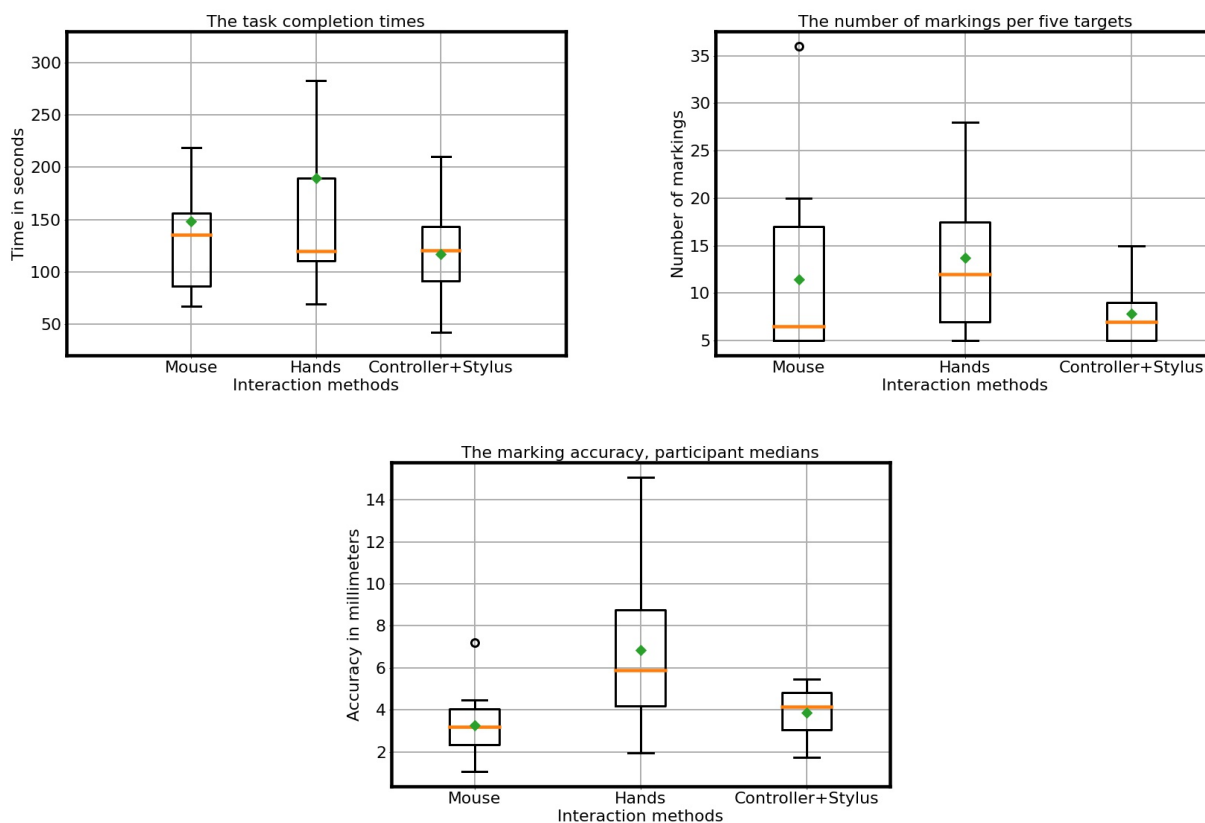 The task completion times
300
250
200
150
100
50
Time in seconds
Mouse Hands Controller+Stylus
Interaction methods
The number of markings per five targets
35
30
25
20
15
10
5
Number of markings
Mouse Hands Controller+Stylus
Interaction methods
The marking accuracy, participant medians
14
12
10
8
6
4
2
Accuracy in millimeters
Mouse Hands Controller+Stylus
Interaction methods